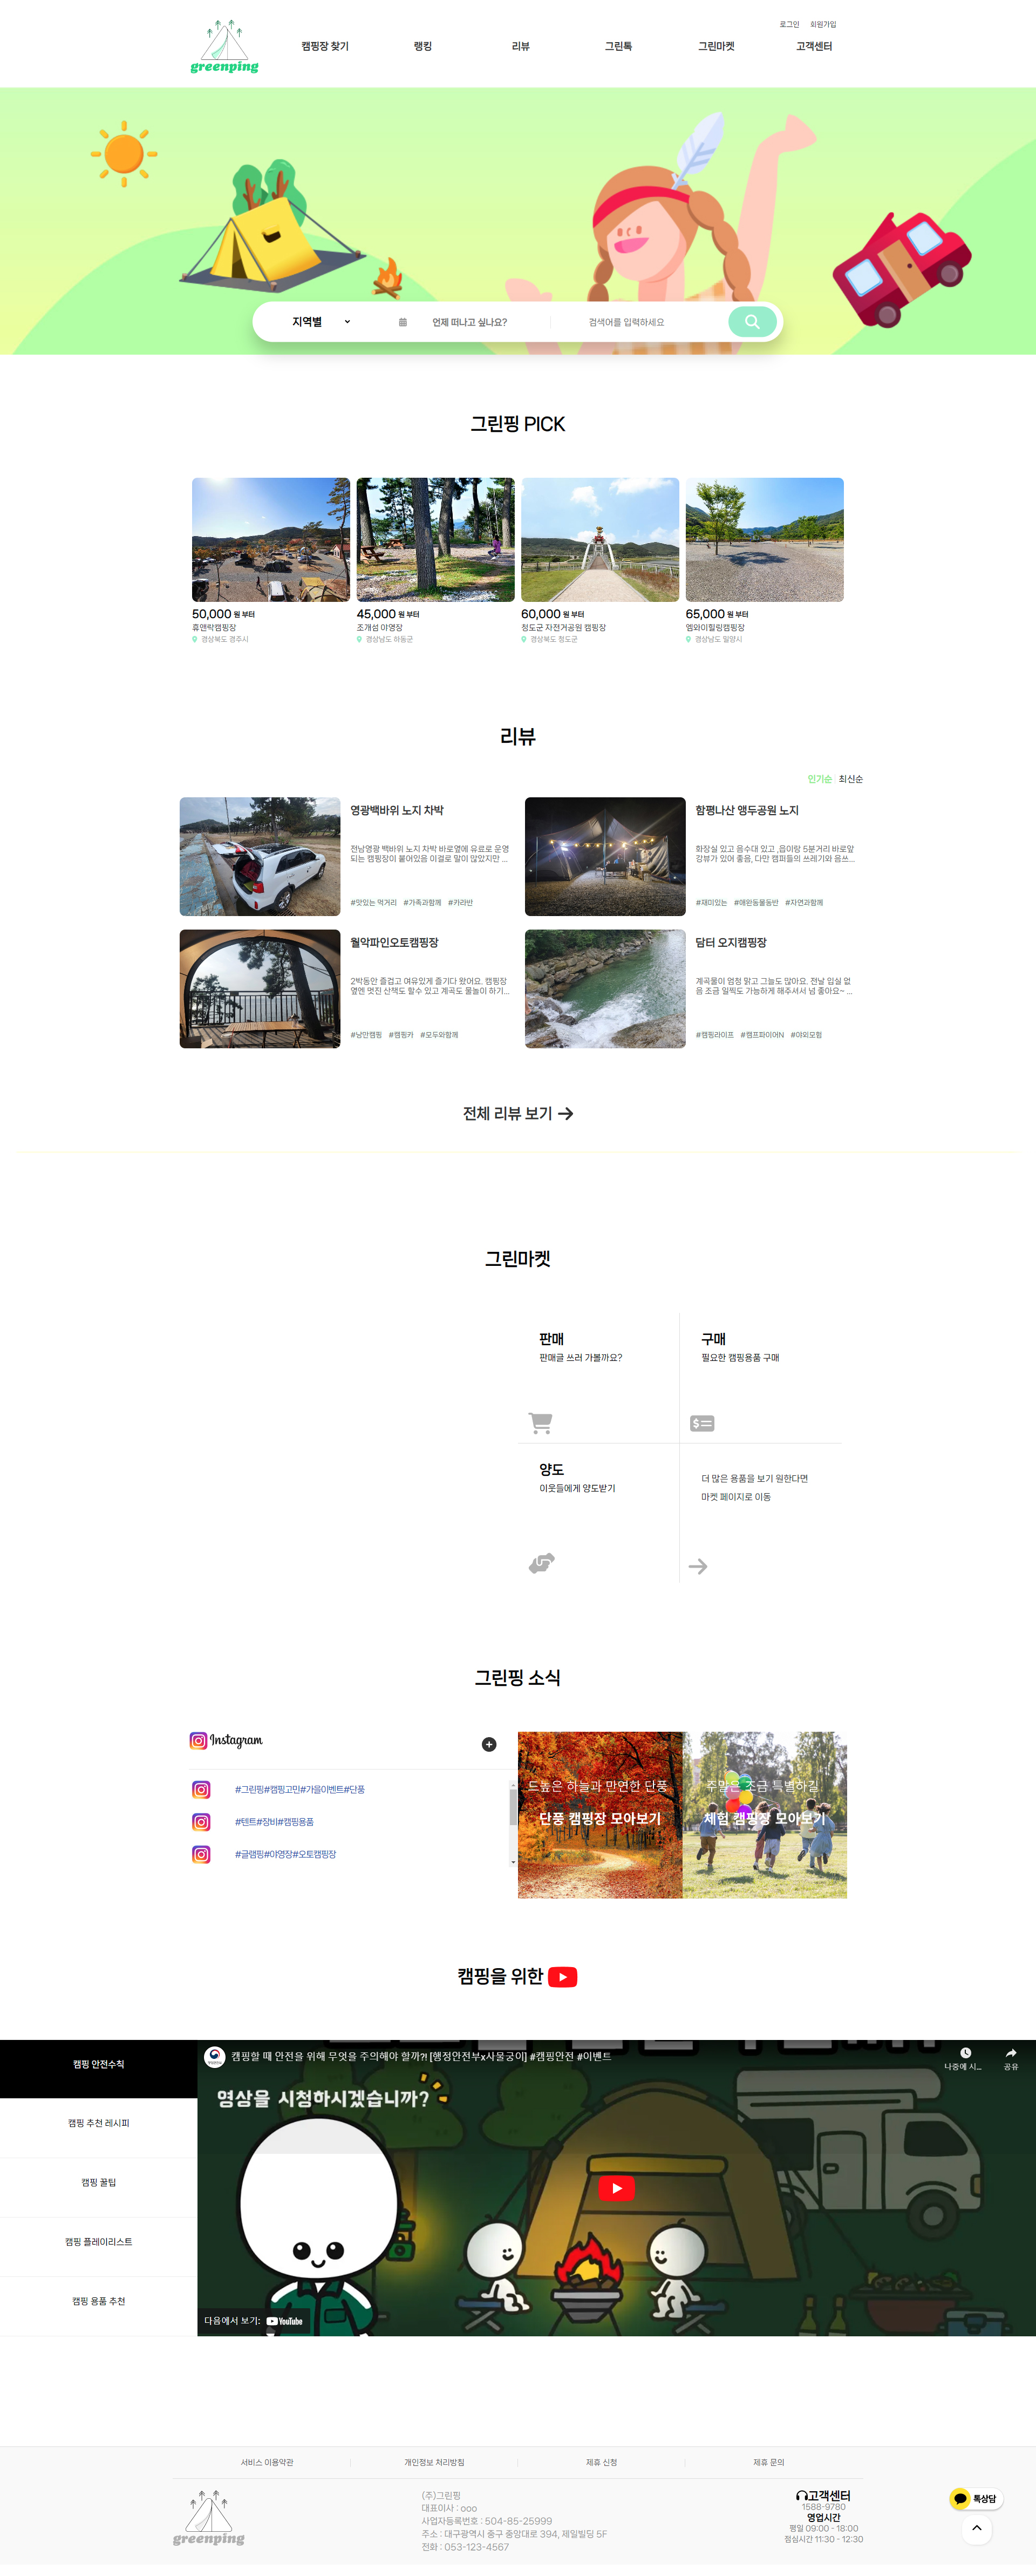 로그인 회원가입
greenping
캠핑장 찾기 랭킹 리뷰 그린톡 그린마켓 고객센터
지역별 언제 떠나고 싶나요? 검색어를 입력하세요
그린핑 PICK
50,000 원 부터
휴앤락캠핑장
경상북도 경주시
45,000 원 부터
조개섬 야영장
경상남도 하동군
60,000 원 부터
청도군 자전거공원 캠핑장
경상북도 청도군
65,000 원 부터
엠와이힐링캠핑장
경상남도 밀양시
리뷰
인기순 최신순
영광백바위 노지 차박
전남영광 백바위 노지 차박 바로옆에 유료로 운영
되는 캠핑장이 붙어있음 이걸로 말이 많았지만 ...
#맛있는 먹거리 #가족과함께 #카라반
함평나산 앵두공원 노지
화장실 있고 음수대 있고 ,읍이랑 5분거리 바로앞
강뷰가 있어 좋음, 다만 캠퍼들의 쓰레기와 음쓰...
#재미있는 #애완동물동반 #자연과함께
월악파인오토캠핑장
2박동안 즐겁고 여유있게 즐기다 왔어요. 캠핑장
옆엔 멋진 산책도 할수 있고 계곡도 물놀이 하기...
#낭만캠핑 #캠핑카 #모두와함께
담터 오지캠핑장
계곡물이 엄청 맑고 그늘도 많아요. 전날 입실 없
음 조금 일찍도 가능하게 해주셔서 넘 좋아요~ ...
#캠핑라이프 #캠프파이어N #야외모험
전체 리뷰 보기
그린마켓
판매
판매글 쓰러 가볼까요?
구매
필요한 캠핑용품 구매
양도
이웃들에게 양도받기
더 많은 용품을 보기 원한다면
마켓 페이지로 이동
그린핑 소식
Instagram
#그린핑#캠핑고민#가을이벤트#단풍
#텐트#장비#캠핑용품
#글램핑#야영장#오토캠핑장
드높은 하늘과 만연한 단풍
단풍 캠핑장 모아보기
주말은 조금 특별하길
체험 캠핑장 모아보기
캠핑을 위한
캠핑 안전수칙
캠핑 추천 레시피
캠핑 꿀팁
캠핑 플레이리스트
캠핑 용품 추천
캠핑할 때 안전을 위해 무엇을 주의해야 할까?! [행정안전부x사물궁이] #캠핑안전 #이벤트
나중에 시... 공유
영상을 시청하시겠습니까?
다음에서 보기: YouTube
서비스 이용약관 개인정보 처리방침 제휴 신청 제휴 문의
greenping
(주)그린핑
대표이사 : ooo
사업자등록번호 : 504-85-25999
주소 : 대구광역시 중구 중앙대로 394, 제일빌딩 5F
전화 : 053-123-4567
고객센터
1588-9780
영업시간
평일 09:00 - 18:00
점심시간 11:30 - 12:30
톡상담